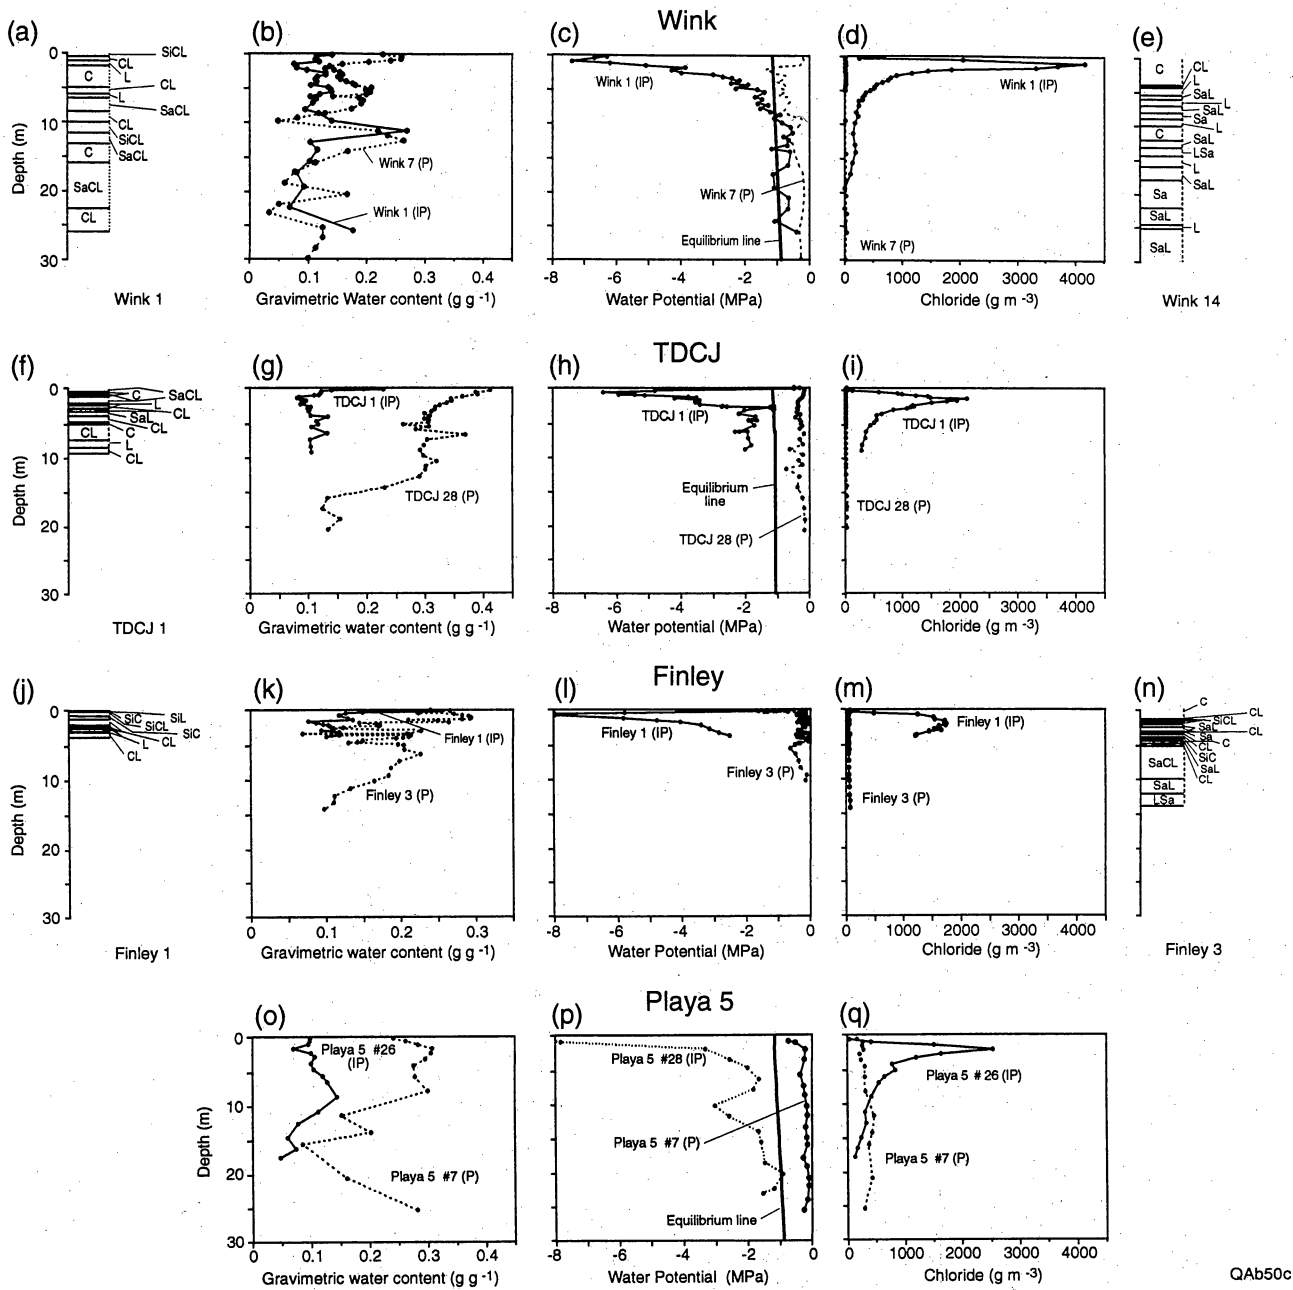 Wink
(a)
(b)
(c)
(d)
(e)
0
10
20
30
Depth (m)
C
SaCL
C
SaCL
CL
SiCL
CL
L
CL
L
SaCL
CL
SiCL
SaCL
Wink 1
Wink 7 (P)
Wink 1 (IP)
0 0.1 0.2 0.3 0.4
Gravimetric Water content (g g -1)
Wink 1 (IP)
Wink 7 (P)
Equilibrium line
-8 -6 -4 -2 0
Water Potential (MPa)
Wink 1 (IP)
Wink 7 (P)
0 1000 2000 3000 4000
Chloride (g m -3)
C
C
Sa
SaL
SaL
CL
L
SaL
L
SaL
Sa
L
SaL
LSa
L
SaL
L
Wink 14
TDCJ
(f)
(g)
(h)
(i)
0
10
20
30
Depth (m)
C
SaCL
L
CL
SaL
CL
C
CL
L
CL
TDCJ 1
TDCJ 1 (IP)
TDCJ 28 (P)
0 0.1 0.2 0.3 0.4
Gravimetric water content (g g -1)
TDCJ 1 (IP)
Equilibrium
line
TDCJ 28 (P)
-8 -6 -4 -2 0
Water potential (MPa)
TDCJ 1 (IP)
TDCJ 28 (P)
0 1000 2000 3000 4000
Chloride (g m -3)
Finley
(j)
(k)
(l)
(m)
(n)
0
10
20
30
Depth (m)
SiC
SiL
SiCL
SiC
CL
L
CL
Finley 1
Finley 1 (IP)
Finley 3 (P)
0 0.1 0.2 0.3
Gravimetric water content (g g -1)
Finley 1 (IP)
Finley 3 (P)
-8 -6 -4 -2 0
Water Potential (MPa)
Finley 1 (IP)
Finley 3 (P)
0 1000 2000 3000 4000
Chloride (g m -3)
C
CL
SiCL
SaL
CL
Sa
C
CL
SiC
SaL
CL
SaCL
SaL
LSa
Finley 3
Playa 5
(o)
(p)
(q)
0
10
20
30
Depth (m)
Playa 5 #26
(IP)
Playa 5 #7 (P)
0 0.1 0.2 0.3 0.4
Gravimetric water content (g g -1)
Playa 5 #28 (IP)
Playa 5 #7 (P)
Equilibrium line
-8 -6 -4 -2 0
Water Potential (MPa)
Playa 5 # 26 (IP)
Playa 5 #7 (P)
0 1000 2000 3000 4000
Chloride (g m -3)
QAb50c